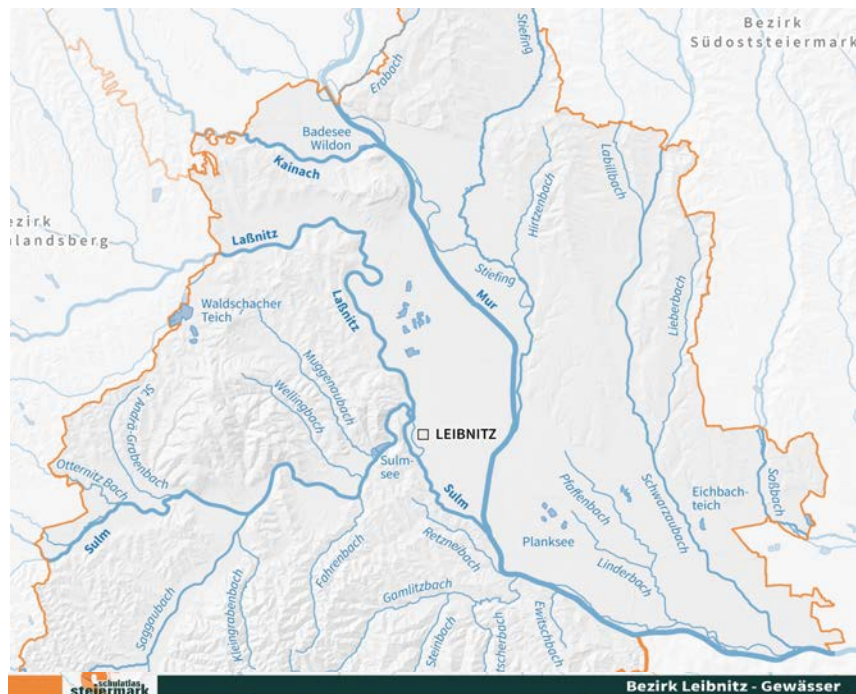 Bezirk
Südoststeiermark
Stiefing
Erabach
Badesee
Wildon
Kainach
Labillbach
Hirtzenbach
ezirk
hlandsberg
Laßnitz
Stiefing
Mur
Lieberbach
Waldschacher
Teich
Laßnitz
Muggenaubach
Wellingbach
St. Andrä-Grabenbach
LEIBNITZ
Sulm-
see
Otternitz Bach
Sulm
Sulm
Pfaffenbach
Schwarzaubach
Eichbach-
teich
Saßbach
Retzneibach
Planksee
Linderbach
Fahrenbach
Kleingrabenbach
Saggaubach
Gamlitzbach
Steinbach
tscherbach
Ewitschbach
schulatlas
steiermark
Bezirk Leibnitz - Gewässer